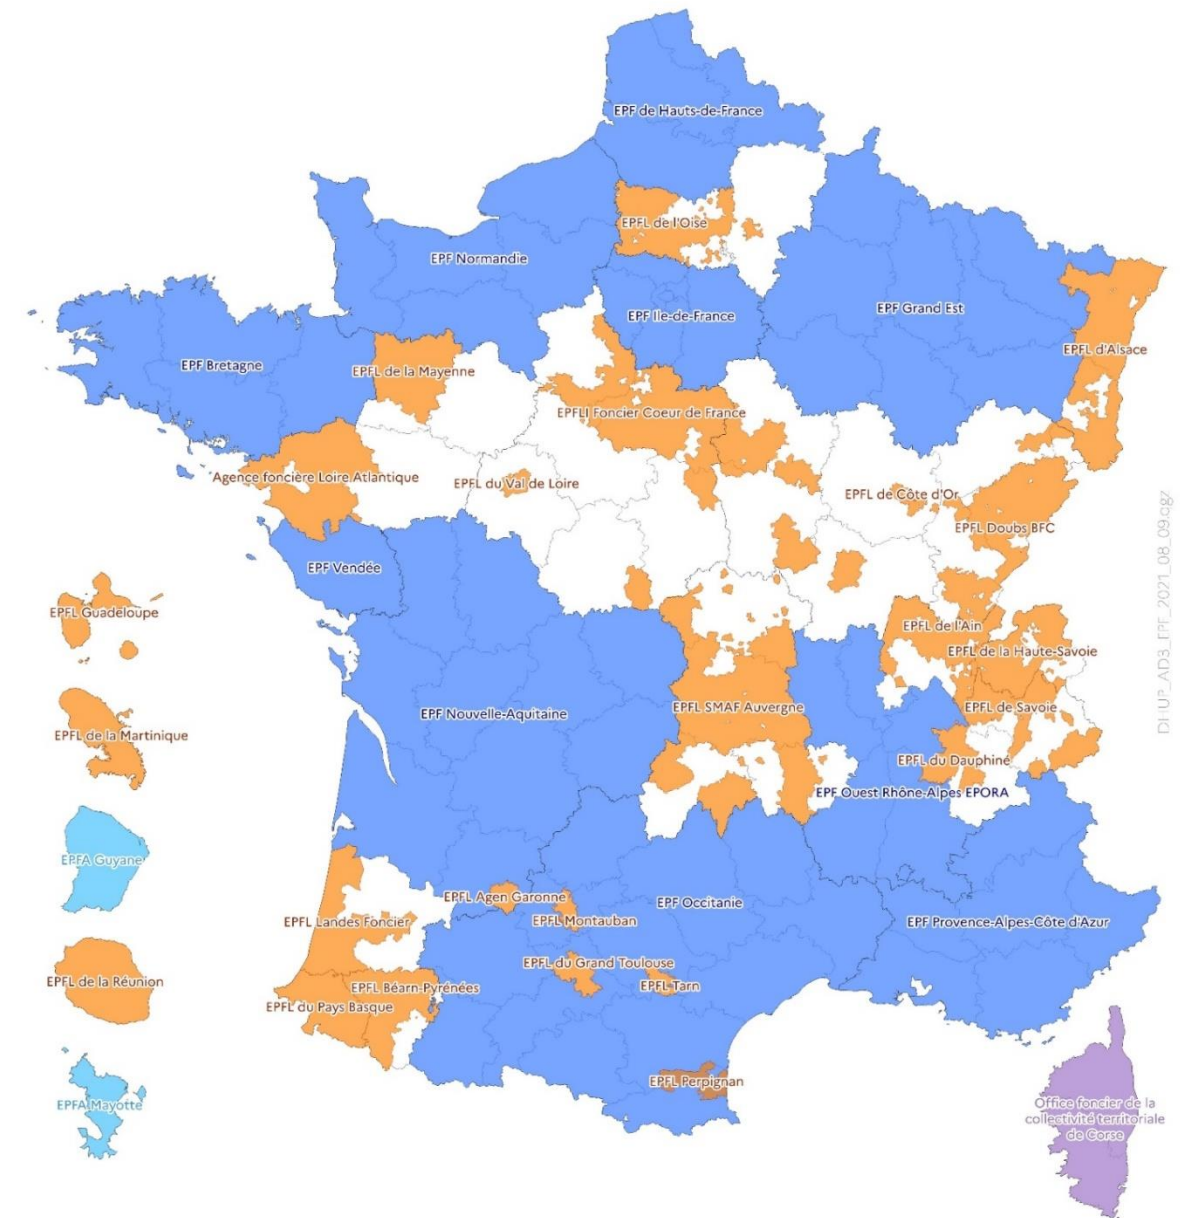 EPF de Hauts-de-France
EPFL de l'Oise
EPF Normandie
EPF Ile-de-France
EPF Grand Est
EPFL d'Alsace
EPF Bretagne
EPFL de la Mayenne
EPFLI Foncier Coeur de France
Agence foncière Loire Atlantique
EPFL du Val de Loire
EPFL de Côte d'Or
EPFL Doubs BFC
EPF Vendée
EPFL Guadeloupe
EPFL de l'Ain
EPFL de la Haute-Savoie
EPFL SMAF Auvergne
EPFL de Savoie
EPF Nouvelle-Aquitaine
EPFL de la Martinique
EPFL du Dauphiné
EPF Ouest Rhône-Alpes EPORA
EPFA Guyane
EPFL Agen Garonne
EPF Occitanie
EPFL Landes Foncier
EPFL Montauban
EPF Provence-Alpes-Côte d'Azur
EPFL du Grand Toulouse
EPFL de la Réunion
EPFL Béarn-Pyrénées
EPFL Tarn
EPFL du Pays Basque
EPFL Perpignan
EPFA Mayotte
Office foncier de la
collectivité territoriale
de Corse
DHUP_AD3_EPF_2021_08_09.cgz